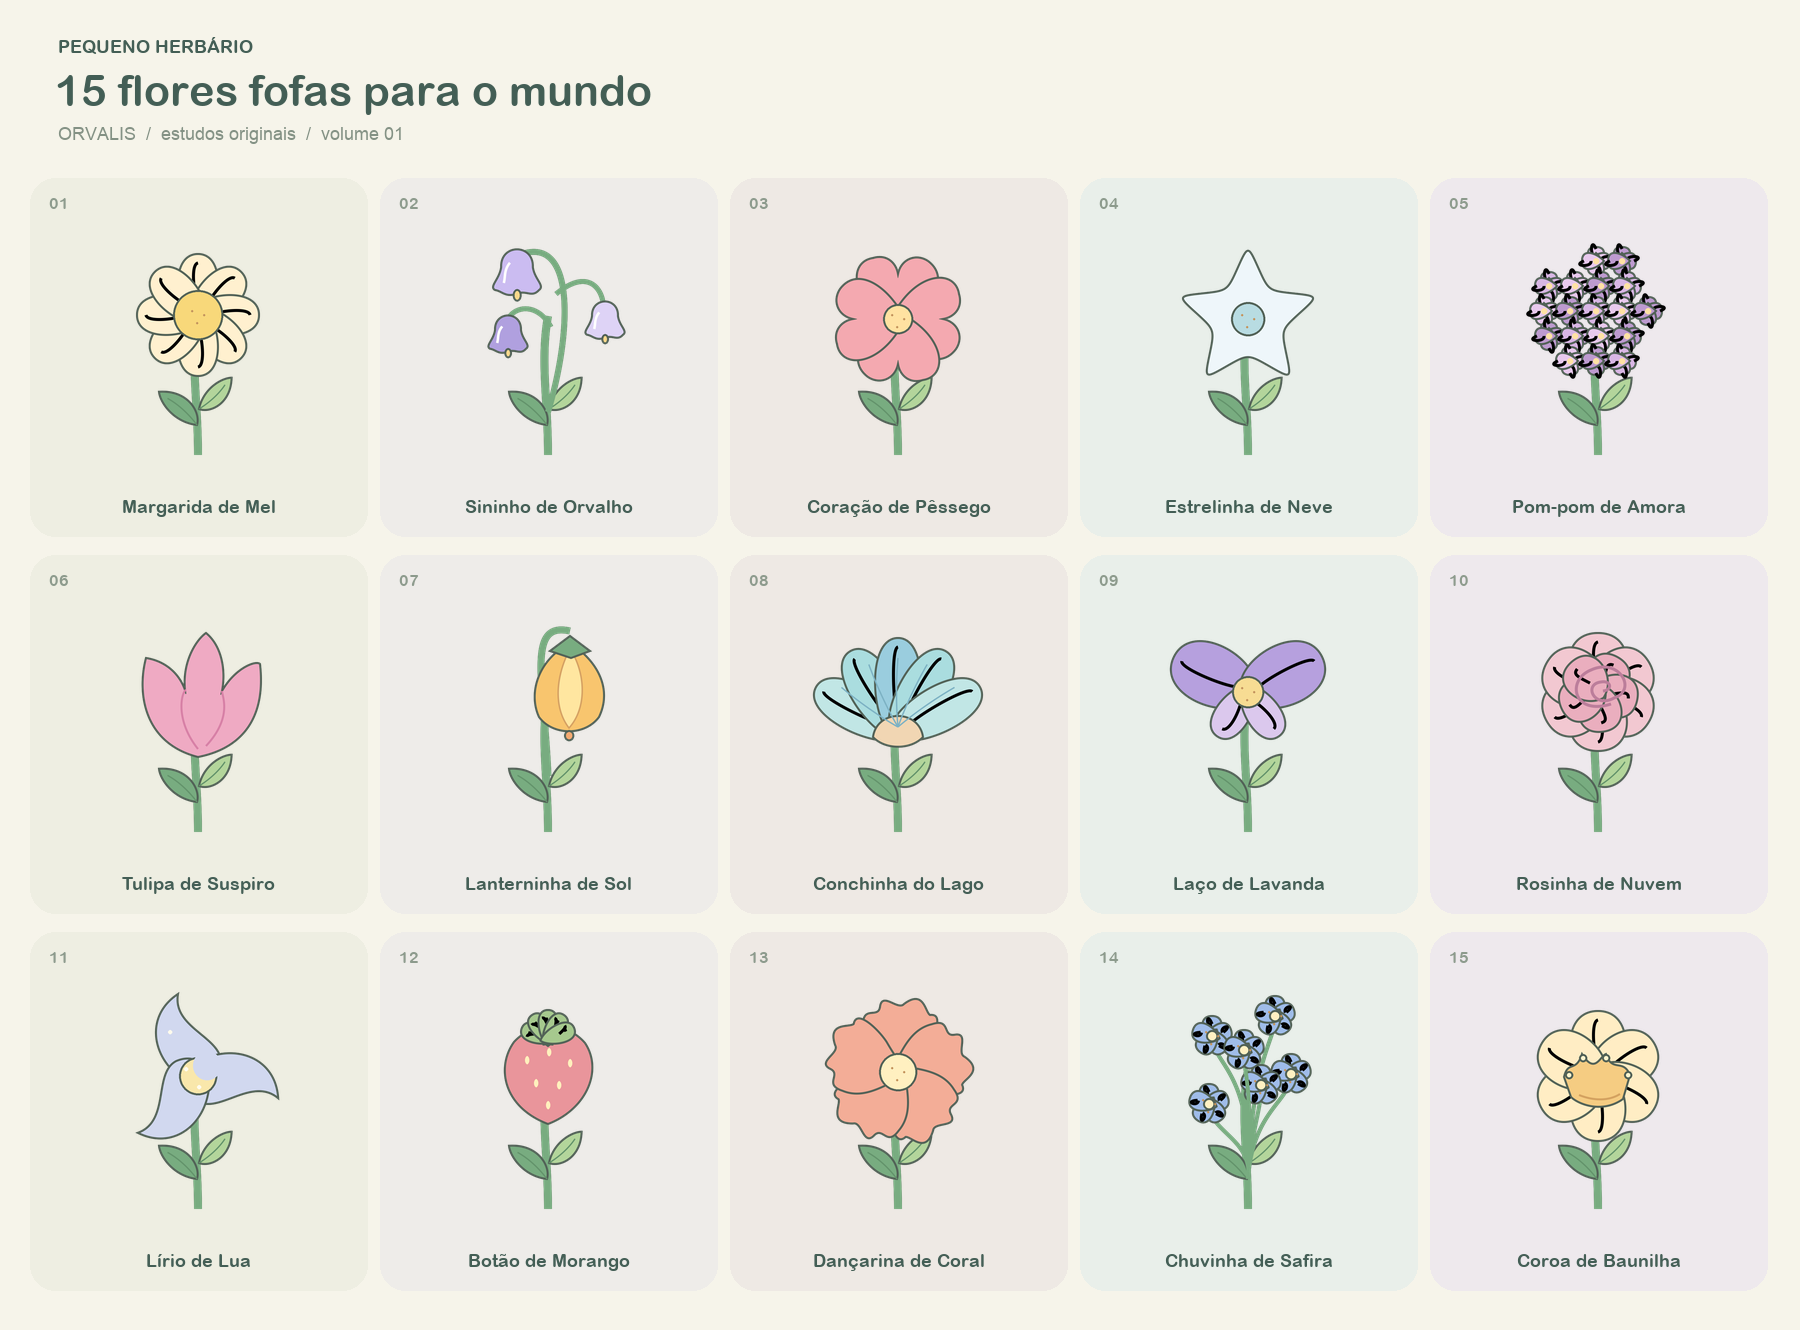 PEQUENO HERBÁRIO
15 flores fofas para o mundo
ORVALIS / estudos originais / volume 01
01
02
03
04
05
Margarida de Mel
Sininho de Orvalho
Coração de Pêssego
Estrelinha de Neve
Pom-pom de Amora
06
07
08
09
10
Tulipa de Suspiro
Lanterninha de Sol
Conchinha do Lago
Laço de Lavanda
Rosinha de Nuvem
11
12
13
14
15
Lírio de Lua
Botão de Morango
Dançarina de Coral
Chuvinha de Safira
Coroa de Baunilha